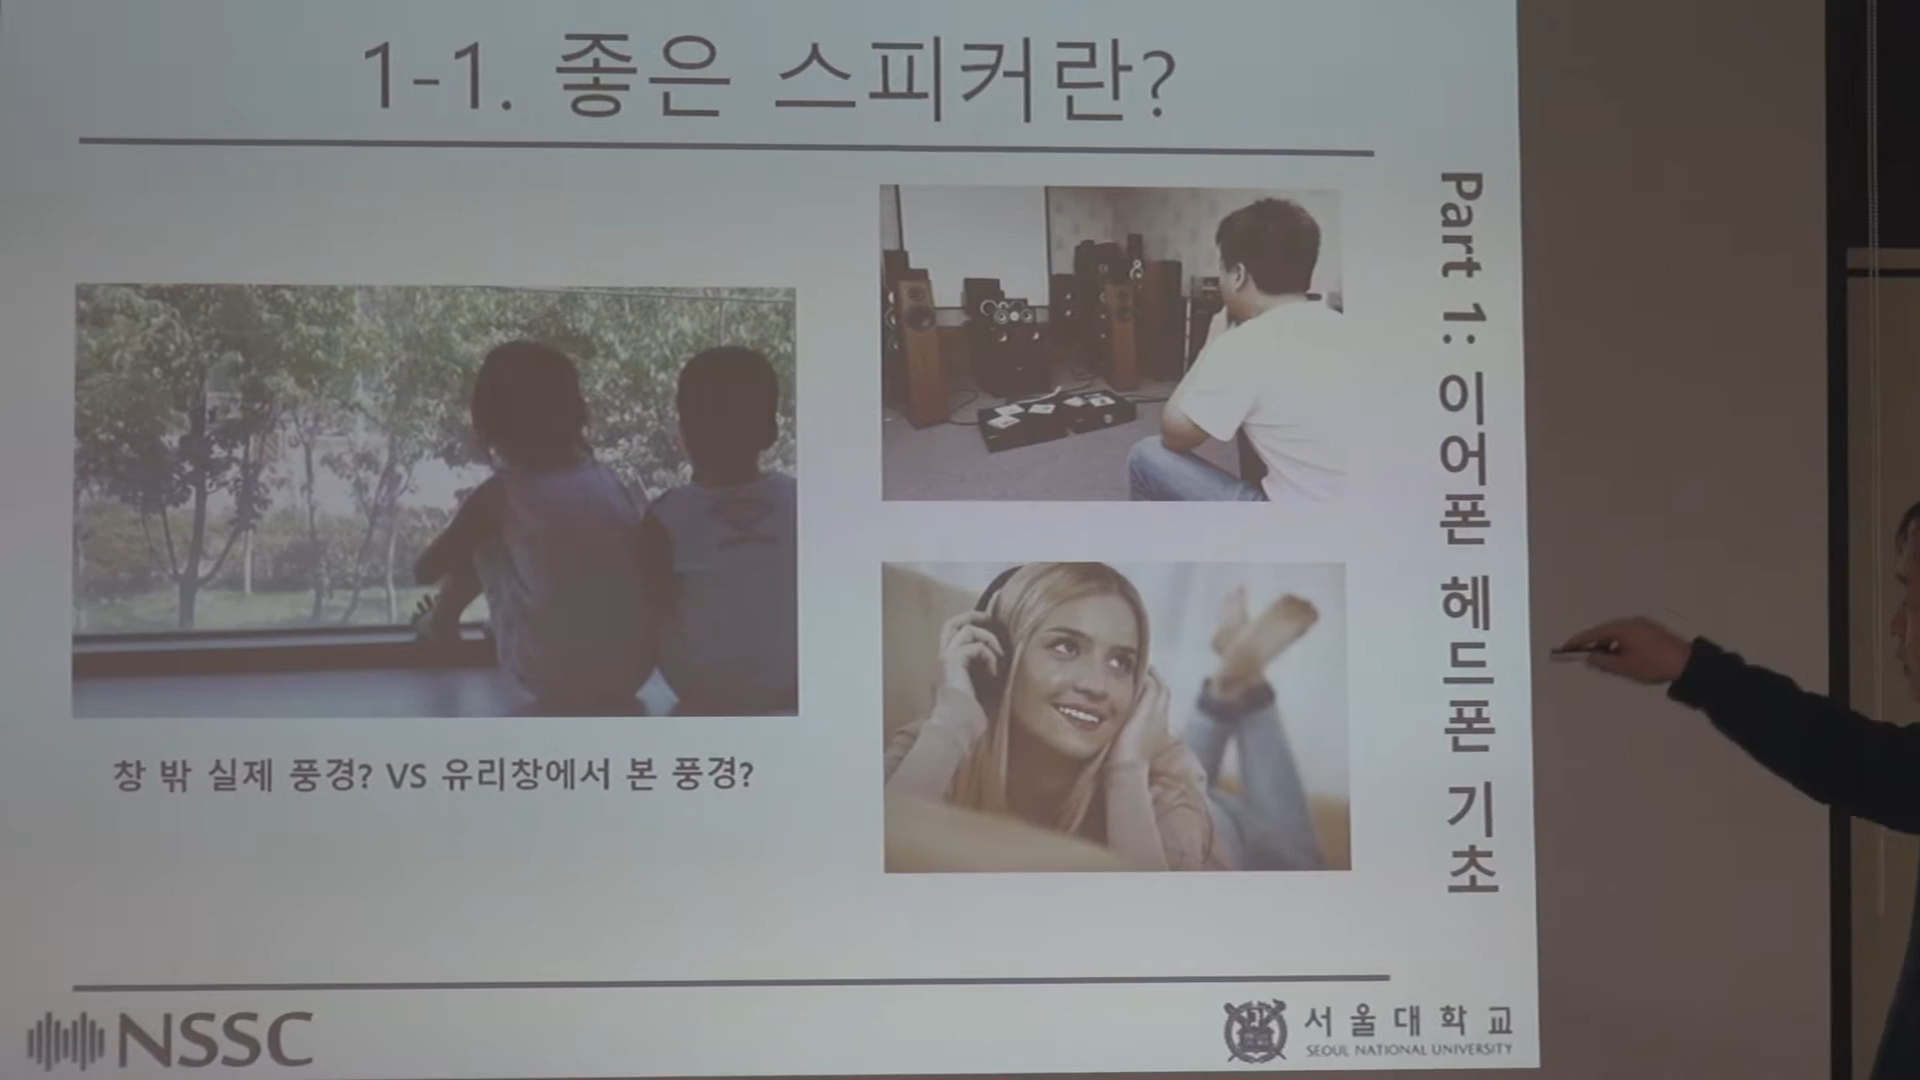 1-1. 좋은 스피커란?
Part 1: 이어폰 헤드폰 기초
창 밖 실제 풍경? VS 유리창에서 본 풍경?
NSSC
서울대학교
SEOUL NATIONAL UNIVERSITY